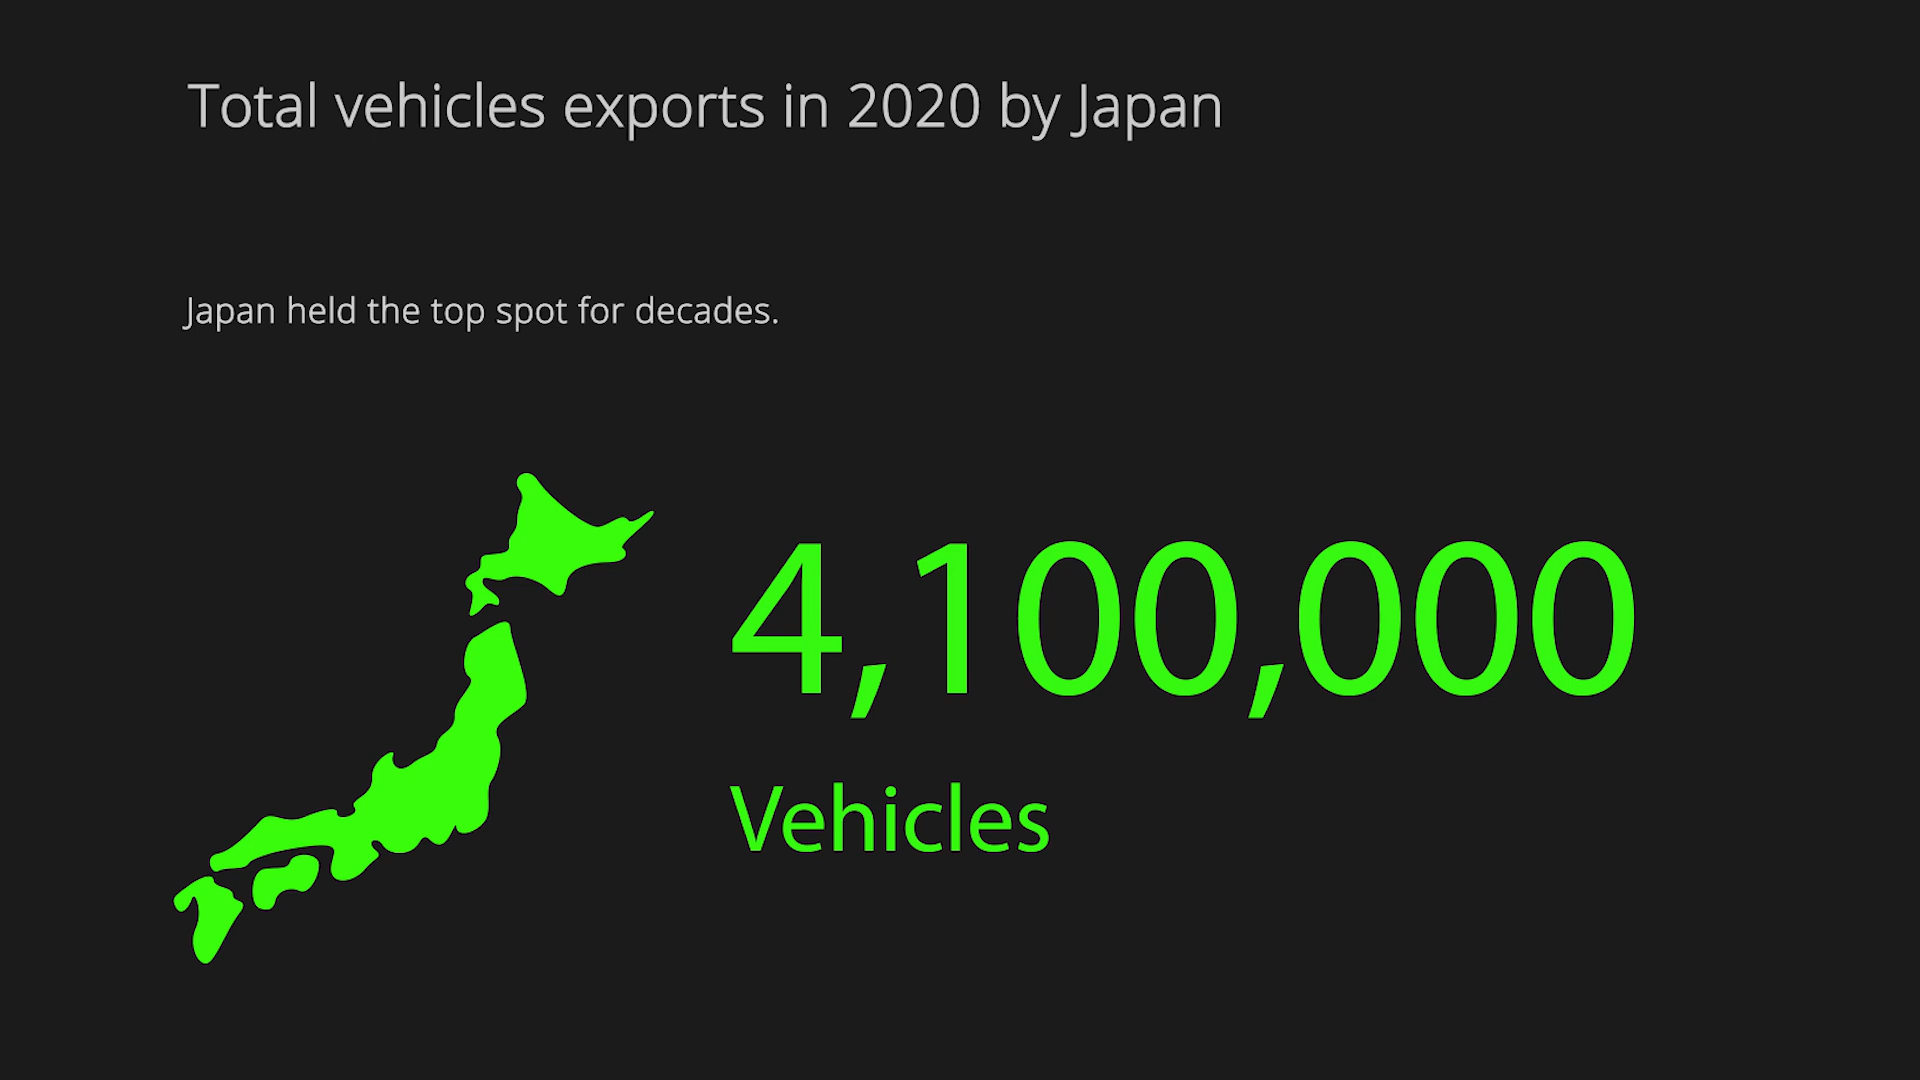 Total vehicles exports in 2020 by Japan
Japan held the top spot for decades.
4,100,000
Vehicles